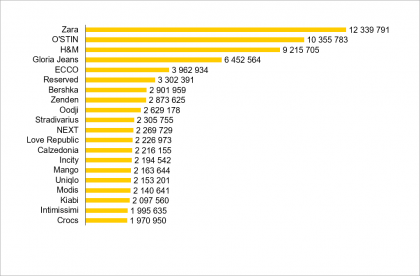 Zara 12 339 791
O'STIN 10 355 783
H&M 9 215 705
Gloria Jeans 6 452 564
ECCO 3 962 934
Reserved 3 302 391
Bershka 2 901 959
Zenden 2 873 625
Oodji 2 629 178
Stradivarius 2 305 755
NEXT 2 269 729
Love Republic 2 226 973
Calzedonia 2 216 155
Incity 2 194 542
Mango 2 163 644
Uniqlo 2 153 201
Modis 2 140 641
Kiabi 2 097 560
Intimissimi 1 995 635
Crocs 1 970 950